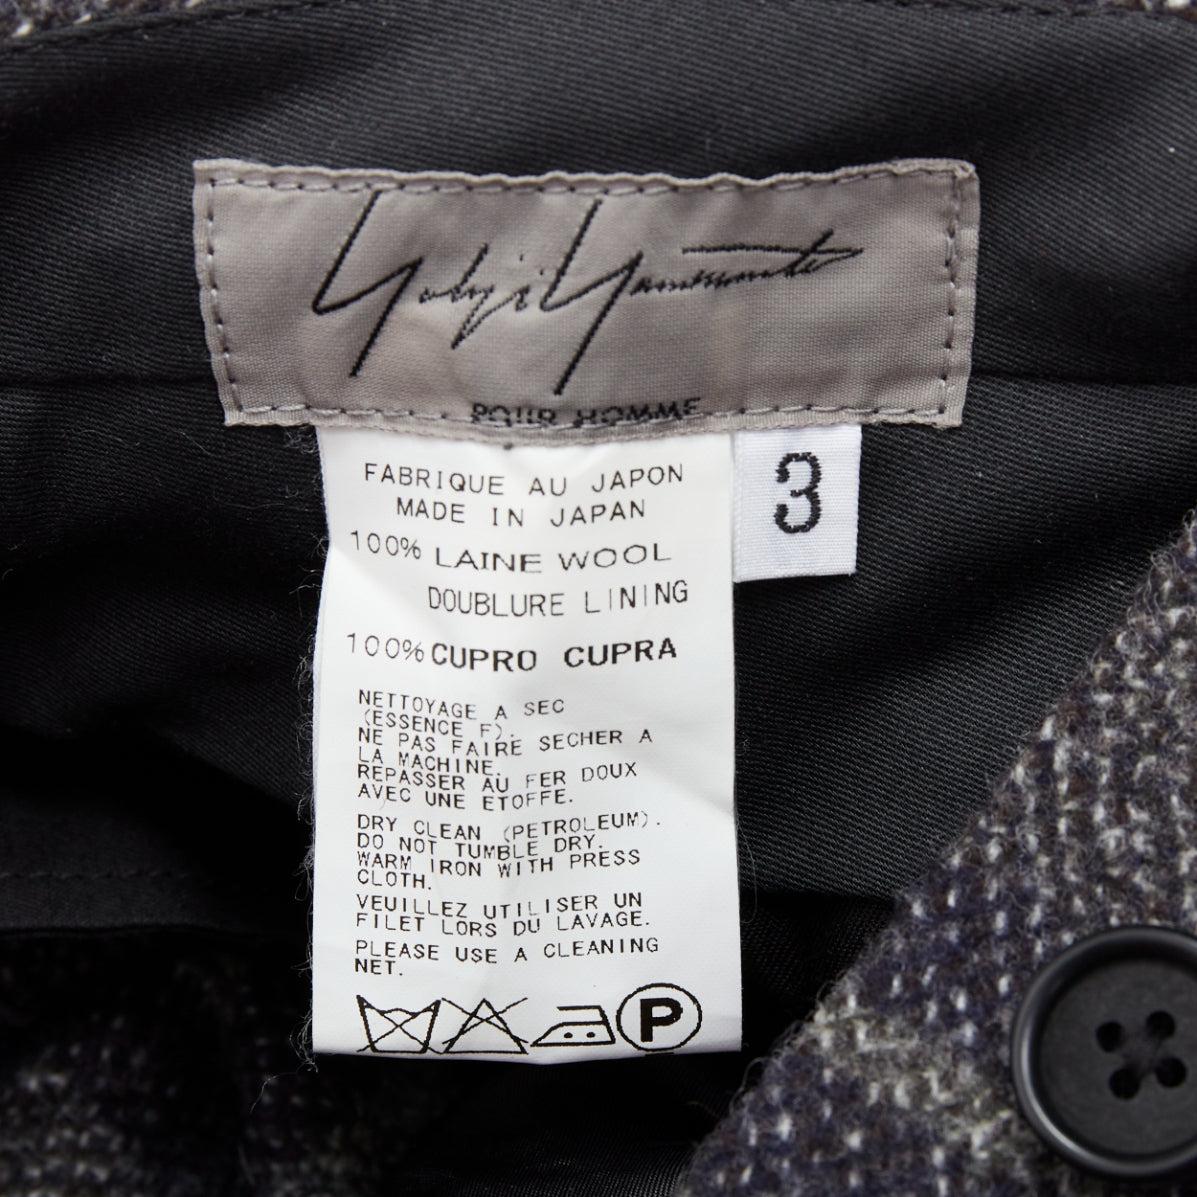 Yohji Yamamoto
POUR HOMME
3
FABRIQUE AU JAPON
MADE IN JAPAN
100% LAINE WOOL
DOUBLURE LINING
100% CUPRO CUPRA
NETTOYAGE A SEC
(ESSENCE F).
NE PAS FAIRE SECHER A
LA MACHINE.
REPASSER AU FER DOUX
AVEC UNE ETOFFE.
DRY CLEAN (PETROLEUM).
DO NOT TUMBLE DRY.
WARM IRON WITH PRESS
CLOTH.
VEUILLEZ UTILISER UN
FILET LORS DU LAVAGE.
PLEASE USE A CLEANING
NET.
P